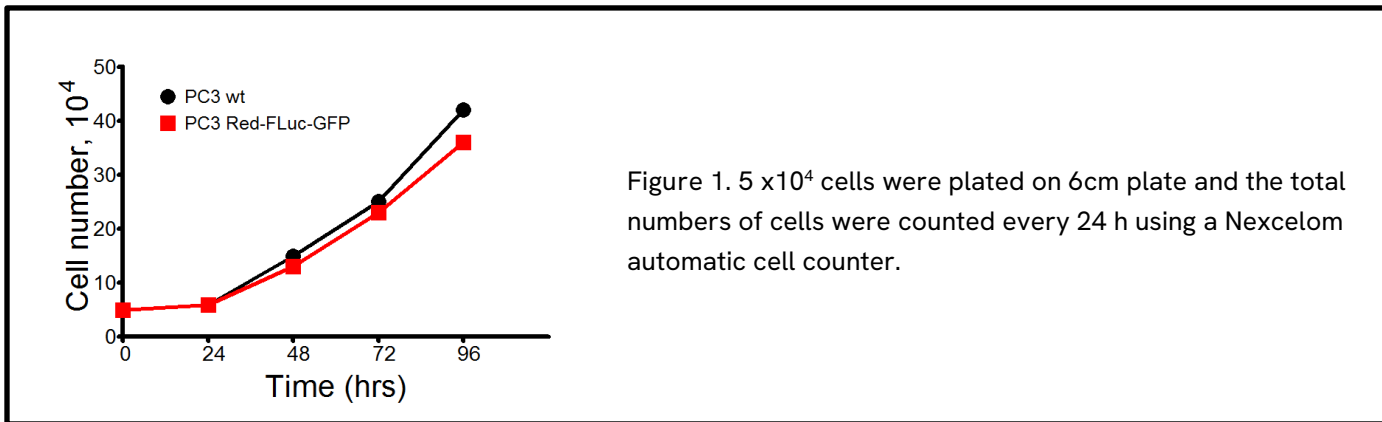 50
40
30
20
10
0
Cell number, 10⁴
PC3 wt
PC3 Red-FLuc-GFP
0 24 48 72 96
Time (hrs)
Figure 1. 5 x10⁴ cells were plated on 6cm plate and the total
numbers of cells were counted every 24 h using a Nexcelom
automatic cell counter.